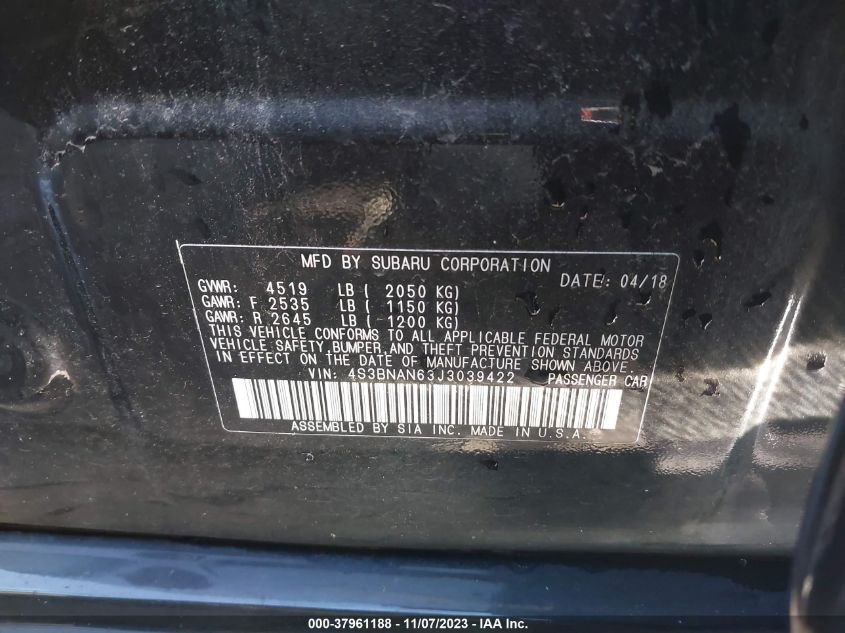 MFD BY SUBARU CORPORATION
DATE: 04/18
GVWR: 4519 LB ( 2050 KG)
GAWR: F 2535 LB ( 1150 KG)
GAWR: R 2645 LB ( 1200 KG)
THIS VEHICLE CONFORMS TO ALL APPLICABLE FEDERAL MOTOR
VEHICLE SAFETY, BUMPER, AND THEFT PREVENTION STANDARDS
IN EFFECT ON THE DATE OF MANUFACTURE SHOWN ABOVE.
VIN: 4S3BNAN63J3039422 PASSENGER CAR
ASSEMBLED BY SIA INC. MADE IN U.S.A.
000-37961188 - 11/07/2023 - IAA Inc.